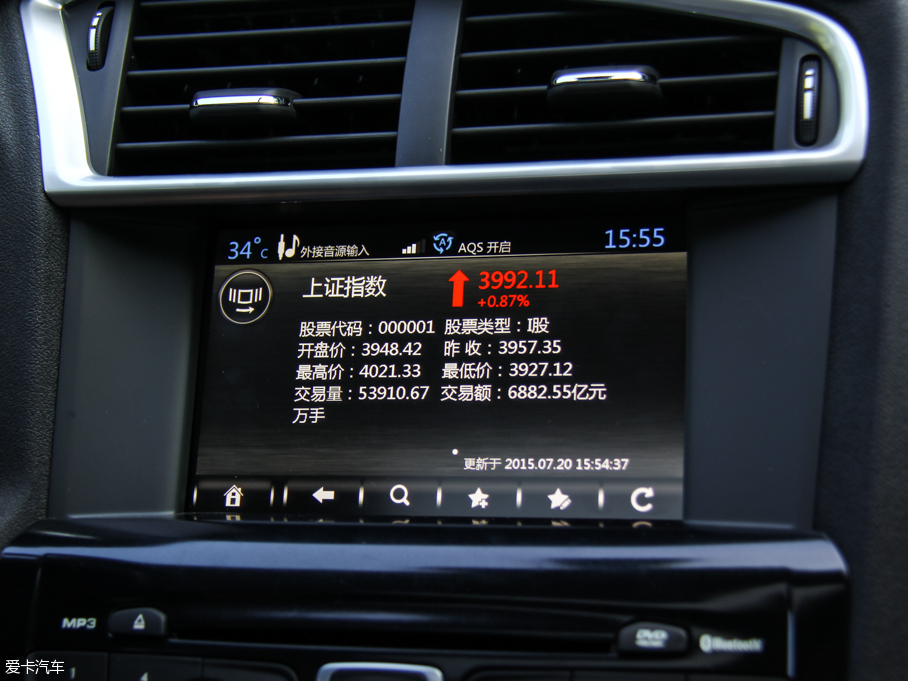 34°C 外接音源输入 A AQS 开启 15:55
上证指数 3992.11
+0.87%
股票代码：000001 股票类型：I股
开盘价：3948.42 昨 收：3957.35
最高价：4021.33 最低价：3927.12
交易量：53910.67 交易额：6882.55亿元
万手
更新于 2015.07.20 15:54:37
MP3 DVD Bluetooth
爱卡汽车 1 4